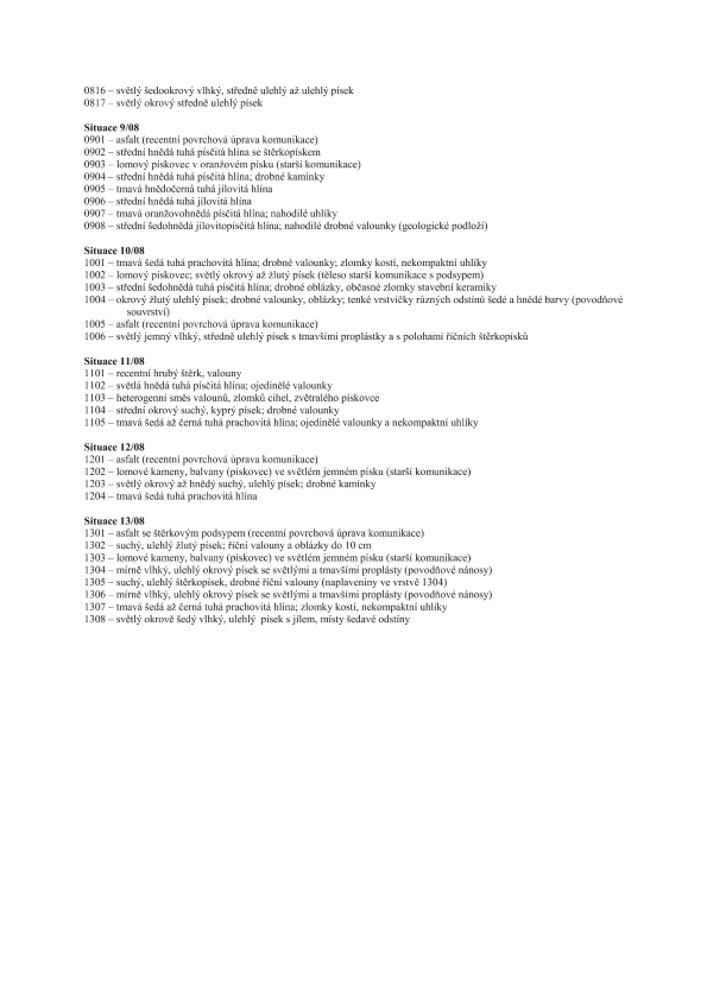 0816 – světlý šedookrový vlhký, středně ulehlý až ulehlý písek
0817 – světlý okrový středně ulehlý písek
Situace 9/08
0901 – asfalt (recentní povrchová úprava komunikace)
0902 – střední hnědá tuhá písčitá hlína se štěrkopískem
0903 – lomový pískovec v oranžovém písku (starší komunikace)
0904 – střední hnědá tuhá písčitá hlína; drobné kamínky
0905 – tmavá hnědočerná tuhá jílovitá hlína
0906 – střední hnědá tuhá jílovitá hlína
0907 – tmavá oranžovohnědá písčitá hlína; nahodilé uhlíky
0908 – střední šedohnědá jílovitopísčitá hlína; nahodilé drobné valounky (geologické podloží)
Situace 10/08
1001 – tmavá šedá tuhá prachovitá hlína; drobné valounky; zlomky kostí, nekompaktní uhlíky
1002 – lomový pískovec; světlý okrový až žlutý písek (těleso starší komunikace s podsypem)
1003 – střední šedohnědá tuhá písčitá hlína; drobné oblázky, občasné zlomky stavební keramiky
1004 – okrový žlutý ulehlý písek; drobné valounky, oblázky; tenké vrstvičky různých odstínů šedé a hnědé barvy (povodňové
souvrství)
1005 – asfalt (recentní povrchová úprava komunikace)
1006 – světlý jemný vlhký, středně ulehlý písek s tmavšími proplástky a s polohami říčních štěrkopísků
Situace 11/08
1101 – recentní hrubý štěrk, valouny
1102 – světlá hnědá tuhá písčitá hlína; ojedinělé valounky
1103 – heterogenní směs valounů, zlomků cihel, zvětralého pískovce
1104 – střední okrový suchý, kyprý písek; drobné valounky
1105 – tmavá šedá až černá tuhá prachovitá hlína; ojedinělé valounky a nekompaktní uhlíky
Situace 12/08
1201 – asfalt (recentní povrchová úprava komunikace)
1202 – lomové kameny, balvany (pískovec) ve světlém jemném písku (starší komunikace)
1203 – světlý okrový až hnědý suchý, ulehlý písek; drobné kamínky
1204 – tmavá šedá tuhá prachovitá hlína
Situace 13/08
1301 – asfalt se štěrkovým podsypem (recentní povrchová úprava komunikace)
1302 – suchý, ulehlý žlutý písek; říční valouny a oblázky do 10 cm
1303 – lomové kameny, balvany (pískovec) ve světlém jemném písku (starší komunikace)
1304 – mírně vlhký, ulehlý okrový písek se světlými a tmavšími proplásty (povodňové nánosy)
1305 – suchý, ulehlý štěrkopísek, drobné říční valouny (naplaveniny ve vrstvě 1304)
1306 – mírně vlhký, ulehlý okrový písek se světlými a tmavšími proplásty (povodňové nánosy)
1307 – tmavá šedá až černá tuhá prachovitá hlína; zlomky kostí, nekompaktní uhlíky
1308 – světlý okrově šedý vlhký, ulehlý  písek s jílem, místy šedavé odstíny